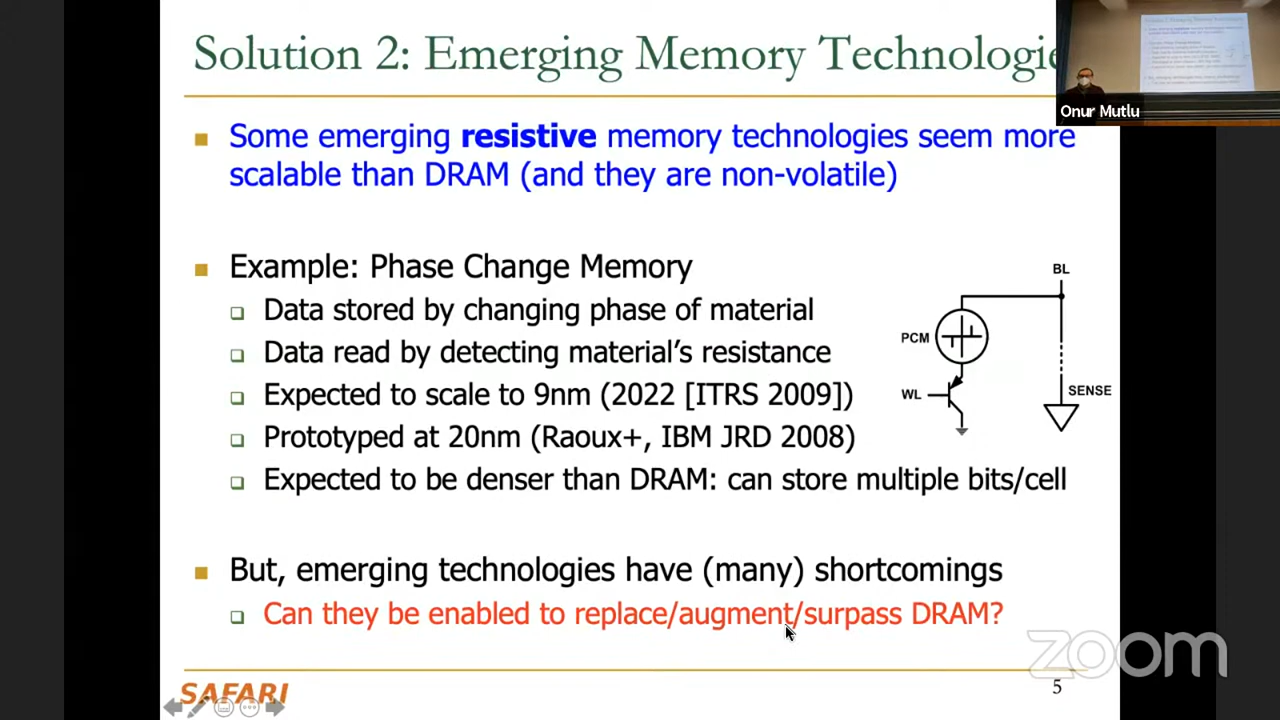 Solution 2: Emerging Memory Technologie
Onur Mutlu
Some emerging resistive memory technologies seem more
scalable than DRAM (and they are non-volatile)
Example: Phase Change Memory
Data stored by changing phase of material
Data read by detecting material's resistance
Expected to scale to 9nm (2022 [ITRS 2009])
Prototyped at 20nm (Raoux+, IBM JRD 2008)
Expected to be denser than DRAM: can store multiple bits/cell
BL
PCM
WL
SENSE
But, emerging technologies have (many) shortcomings
Can they be enabled to replace/augment/surpass DRAM?
zoom
SAFARI
5